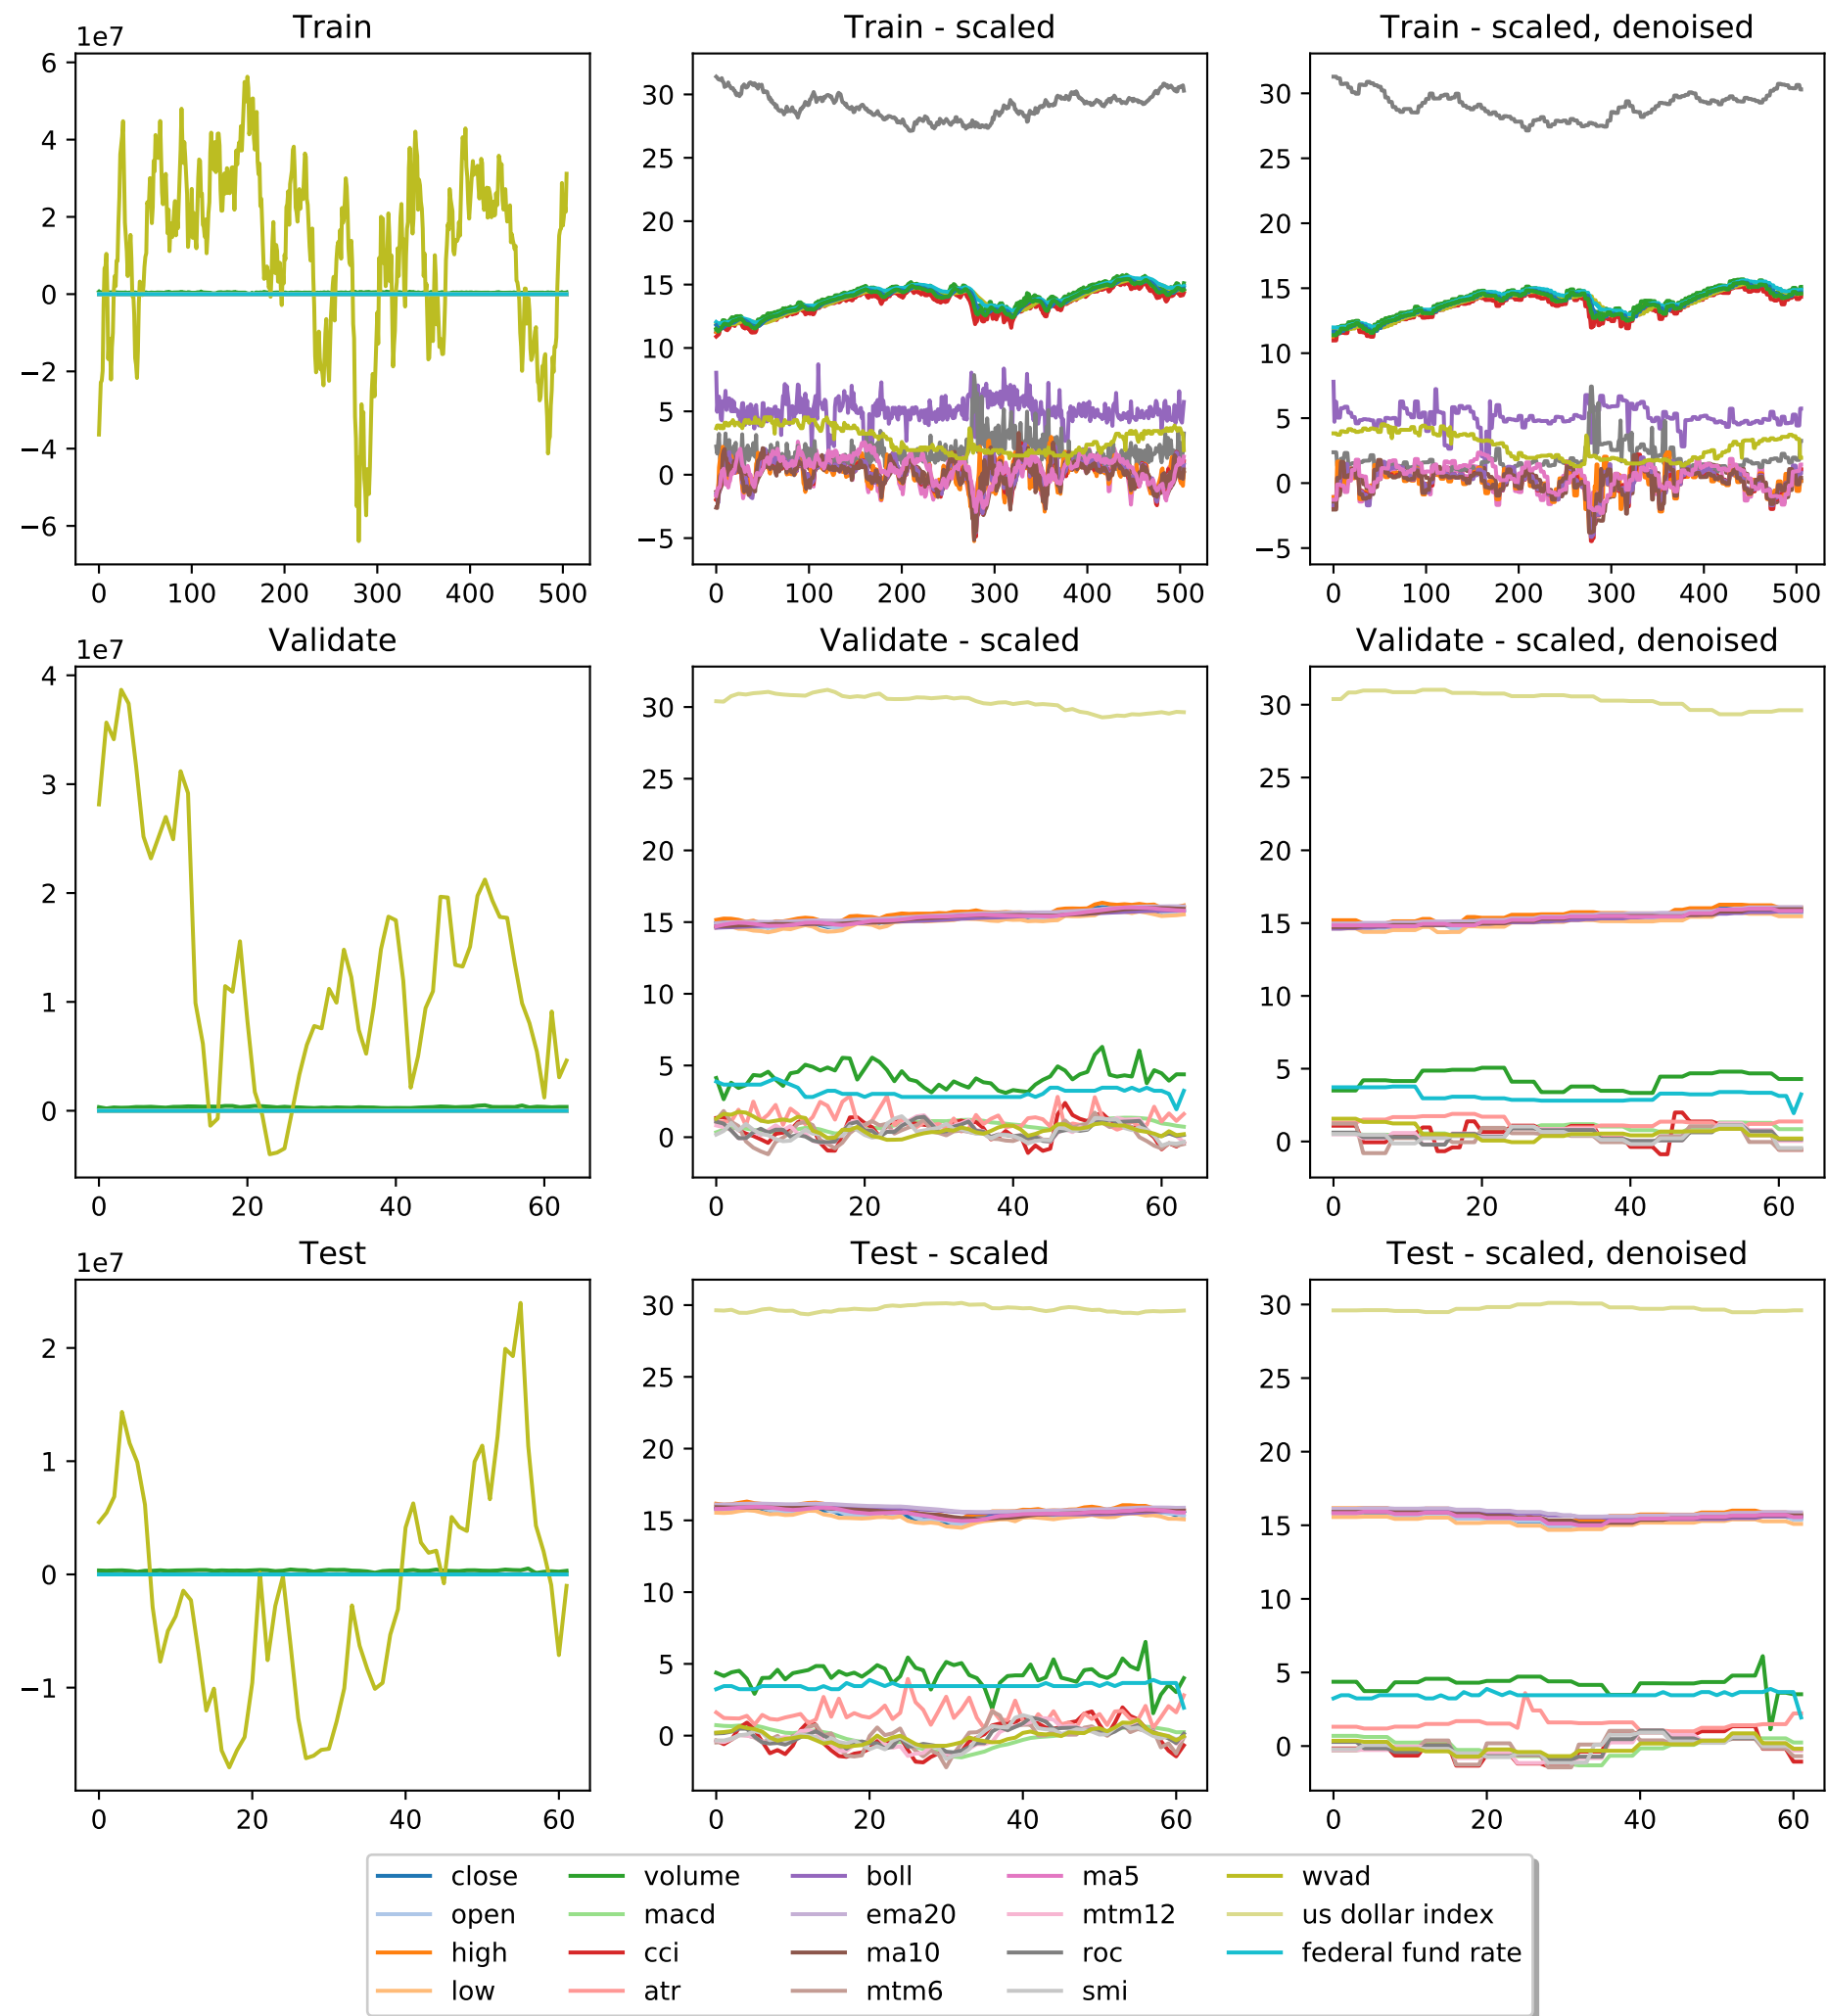 Train
Train - scaled
Train - scaled, denoised
1e7
6
4
2
0
−2
−4
−6
0 100 200 300 400 500
30
25
20
15
10
5
0
−5
0 100 200 300 400 500
30
25
20
15
10
5
0
−5
0 100 200 300 400 500
Validate
Validate - scaled
Validate - scaled, denoised
1e7
4
3
2
1
0
0 20 40 60
30
25
20
15
10
5
0
0 20 40 60
30
25
20
15
10
5
0
0 20 40 60
Test
Test - scaled
Test - scaled, denoised
1e7
2
1
0
−1
0 20 40 60
30
25
20
15
10
5
0
0 20 40 60
30
25
20
15
10
5
0
0 20 40 60
close
open
high
low
volume
macd
cci
atr
boll
ema20
ma10
mtm6
ma5
mtm12
roc
smi
wvad
us dollar index
federal fund rate